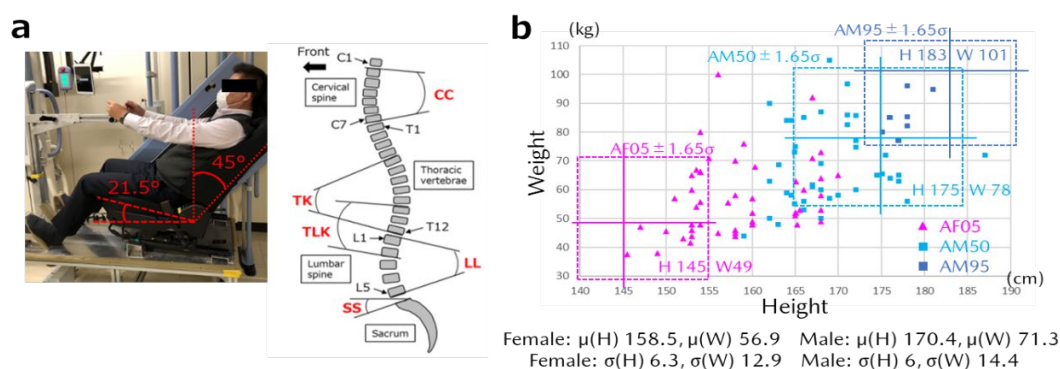 a
45°
21.5°
Front
C1
Cervical
spine
CC
C7
T1
Thoracic
vertebrae
TK
T12
TLK
L1
LL
Lumbar
spine
L5
SS
Sacrum
b
(kg)
AM95±1.65σ
AM50±1.65σ
H 183 W 101
AF05±1.65σ
H 175 W 78
H 145 W49
AF05
AM50
AM95
Weight
110
100
90
80
70
60
50
40
30
140 145 150 155 160 165 170 175 180 185 190
(cm)
Height
Female: μ(H) 158.5, μ(W) 56.9 Male: μ(H) 170.4, μ(W) 71.3
Female: σ(H) 6.3, σ(W) 12.9 Male: σ(H) 6, σ(W) 14.4